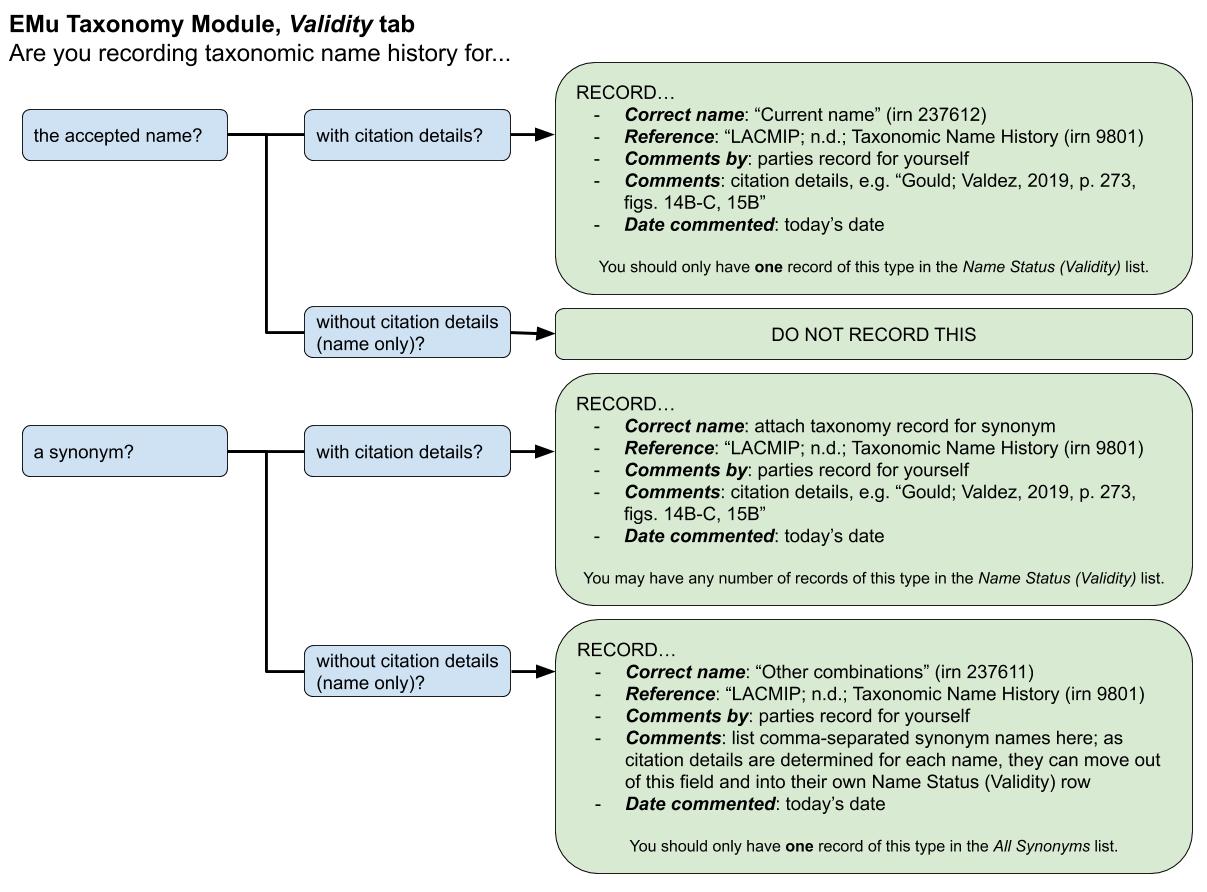 EMu Taxonomy Module, Validity tab
Are you recording taxonomic name history for...
the accepted name?
with citation details?
RECORD…
- Correct name: “Current name” (irn 237612)
- Reference: “LACMIP; n.d.; Taxonomic Name History (irn 9801)
- Comments by: parties record for yourself
- Comments: citation details, e.g. “Gould; Valdez, 2019, p. 273,
figs. 14B-C, 15B”
- Date commented: today’s date
You should only have one record of this type in the Name Status (Validity) list.
without citation details
(name only)?
DO NOT RECORD THIS
a synonym?
with citation details?
RECORD…
- Correct name: attach taxonomy record for synonym
- Reference: “LACMIP; n.d.; Taxonomic Name History (irn 9801)
- Comments by: parties record for yourself
- Comments: citation details, e.g. “Gould; Valdez, 2019, p. 273,
figs. 14B-C, 15B”
- Date commented: today’s date
You may have any number of records of this type in the Name Status (Validity) list.
without citation details
(name only)?
RECORD…
- Correct name: “Other combinations” (irn 237611)
- Reference: “LACMIP; n.d.; Taxonomic Name History (irn 9801)
- Comments by: parties record for yourself
- Comments: list comma-separated synonym names here; as
citation details are determined for each name, they can move out
of this field and into their own Name Status (Validity) row
- Date commented: today’s date
You should only have one record of this type in the All Synonyms list.